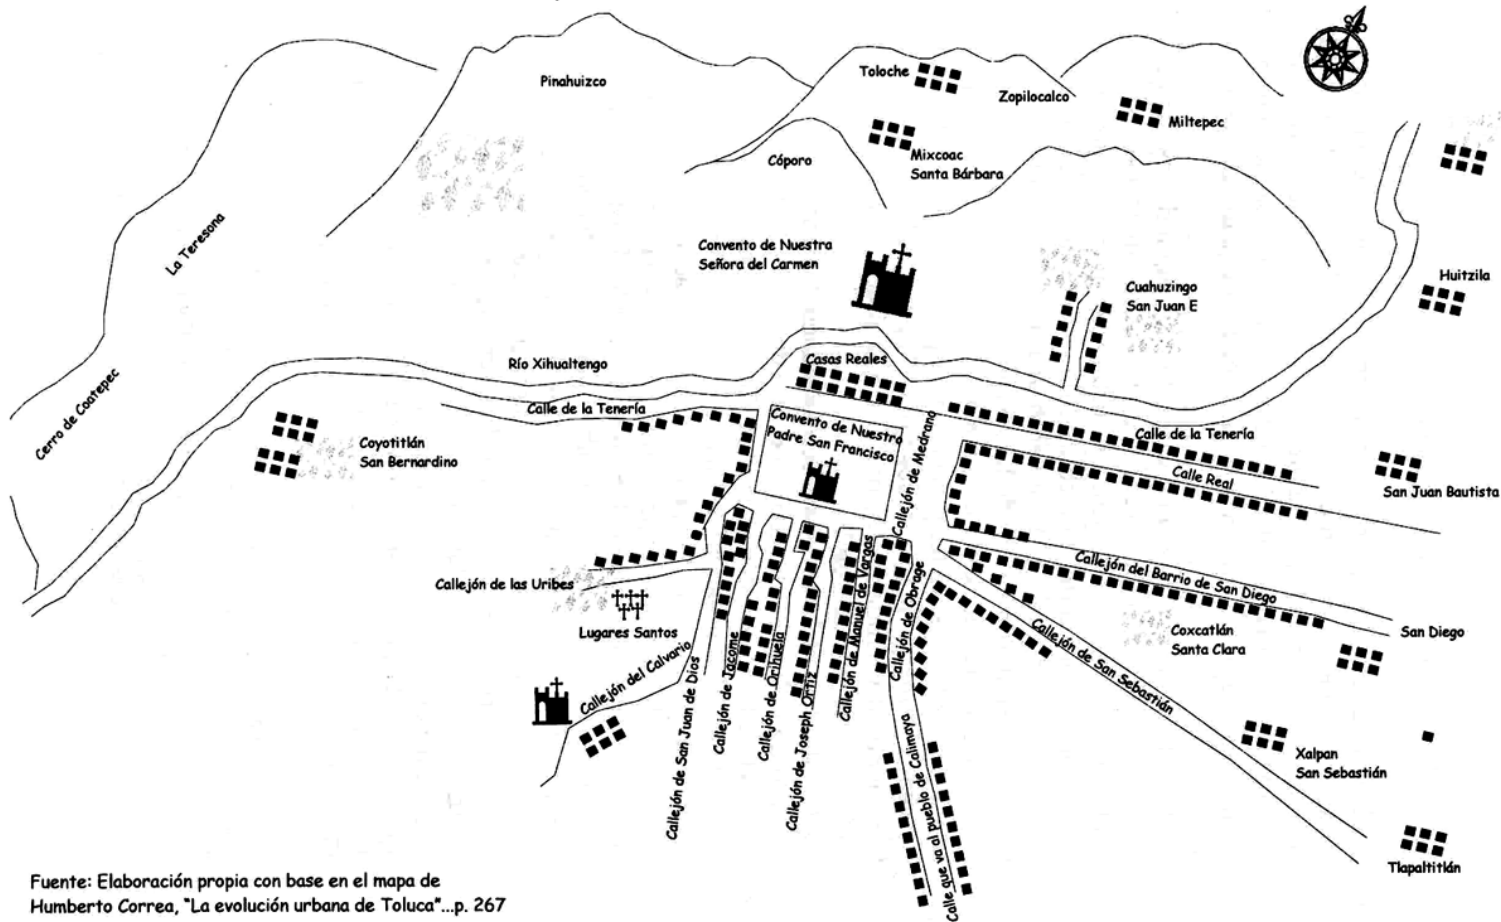 Pinahuizco
Toloche
Zopilocalco
Miltepec
Mixcoac
Santa Bárbara
Cóporo
La Teresona
Convento de Nuestra
Señora del Carmen
Cuahuzingo
San Juan E
Huitzila
Río Xihualtengo
Casas Reales
Cerro de Coatepec
Calle de la Tenería
Convento de Nuestro
Padre San Francisco
Callejón de Medrano
Calle de la Tenería
Calle Real
Coyotitlán
San Bernardino
San Juan Bautista
Callejón de las Uribes
Lugares Santos
Callejón del Calvario
Callejón de San Juan de Dios
Callejón de Jacome
Callejón de Orihuela
Callejón de Joseph Ortiz
Callejón de Manuel de Vargas
Callejón de Obrage
Calle que va al pueblo de Calimaya
Callejón del Barrio de San Diego
Callejón de San Sebastián
Coxcatlán
Santa Clara
San Diego
Xalpan
San Sebastián
Tlapaltitlán
Fuente: Elaboración propia con base en el mapa de
Humberto Correa, "La evolución urbana de Toluca"...p. 267